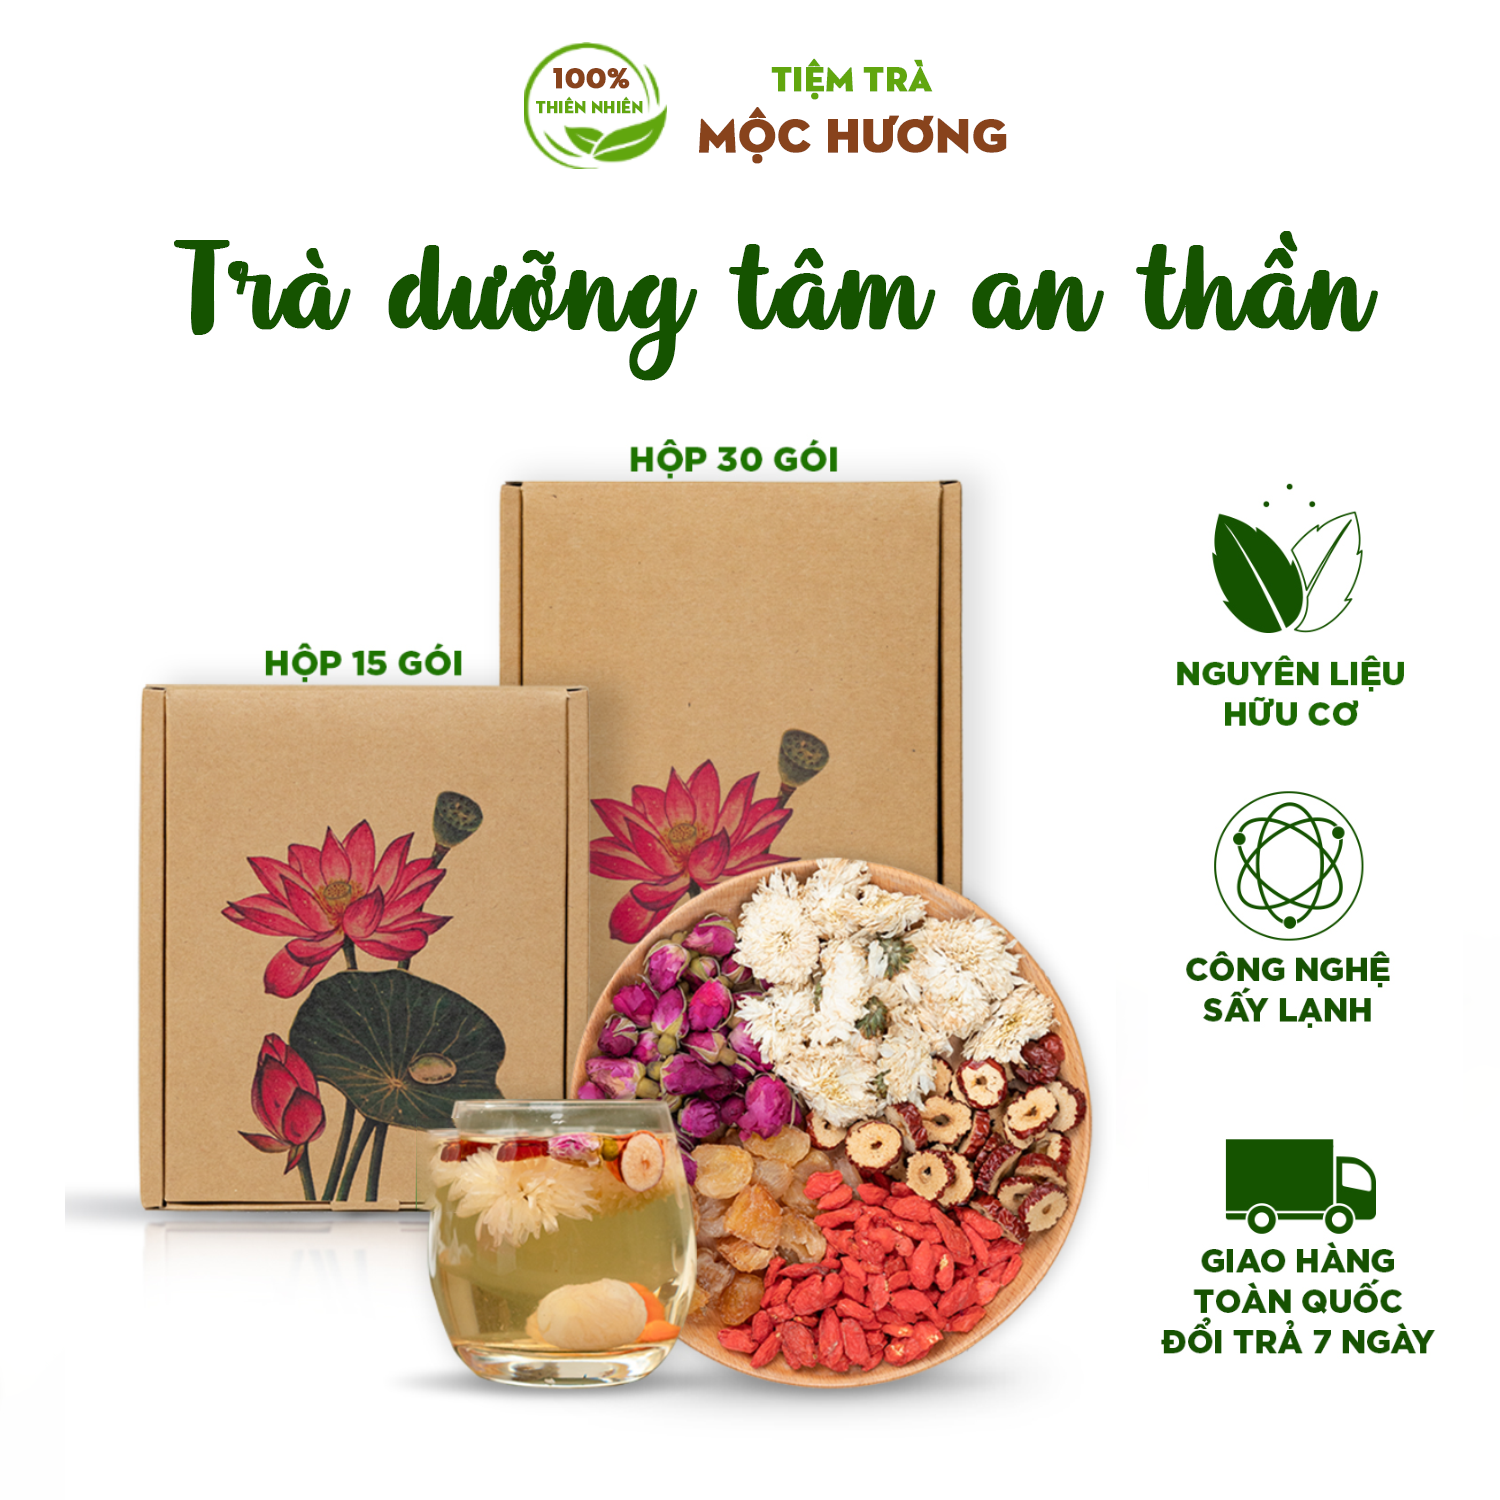 100%
THIÊN NHIÊN
TIỆM TRÀ
MỘC HƯƠNG
Trà dưỡng tâm an thần
HỘP 30 GÓI
HỘP 15 GÓI
NGUYÊN LIỆU
HỮU CƠ
CÔNG NGHỆ
SẤY LẠNH
GIAO HÀNG
TOÀN QUỐC
ĐỔI TRẢ 7 NGÀY